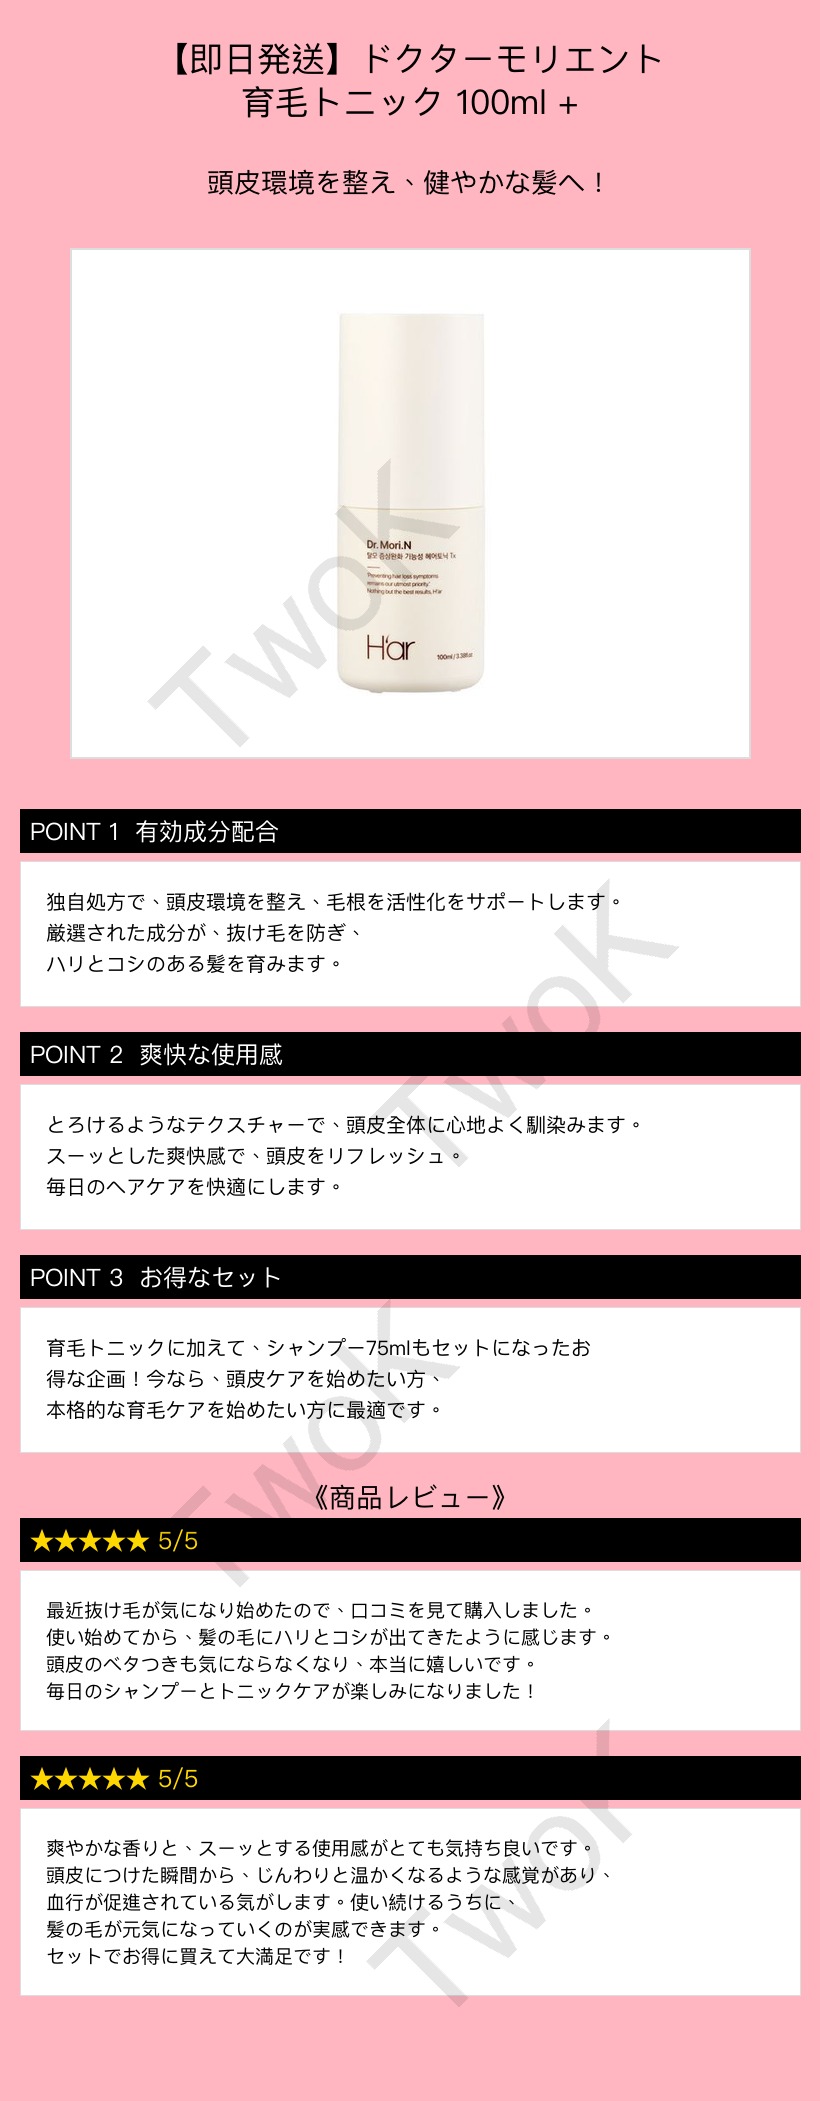 【即日発送】ドクターモリエント
育毛トニック 100ml +
頭皮環境を整え、健やかな髪へ！
Dr. Mori.N
탈모 증상완화 기능성 헤어토닉 1x
'Preventing hair loss symptoms
remains our utmost priority.'
Nothing but the best results, H'ar
H'ar
100ml / 3.38fl.oz
TwoK
POINT 1 有効成分配合
独自処方で、頭皮環境を整え、毛根を活性化をサポートします。
厳選された成分が、抜け毛を防ぎ、
ハリとコシのある髪を育みます。
TwoK
POINT 2 爽快な使用感
とろけるようなテクスチャーで、頭皮全体に心地よく馴染みます。
スーッとした爽快感で、頭皮をリフレッシュ。
毎日のヘアケアを快適にします。
POINT 3 お得なセット
育毛トニックに加えて、シャンプー75mlもセットになったお
得な企画！今なら、頭皮ケアを始めたい方、
本格的な育毛ケアを始めたい方に最適です。
TwoK
《商品レビュー》
★★★★★ 5/5
最近抜け毛が気になり始めたので、口コミを見て購入しました。
使い始めてから、髪の毛にハリとコシが出てきたように感じます。
頭皮のベタつきも気にならなくなり、本当に嬉しいです。
毎日のシャンプーとトニックケアが楽しみになりました！
★★★★★ 5/5
爽やかな香りと、スーッとする使用感がとても気持ち良いです。
頭皮につけた瞬間から、じんわりと温かくなるような感覚があり、
血行が促進されている気がします。使い続けるうちに、
髪の毛が元気になっていくのが実感できます。
セットでお得に買えて大満足です！
TwoK